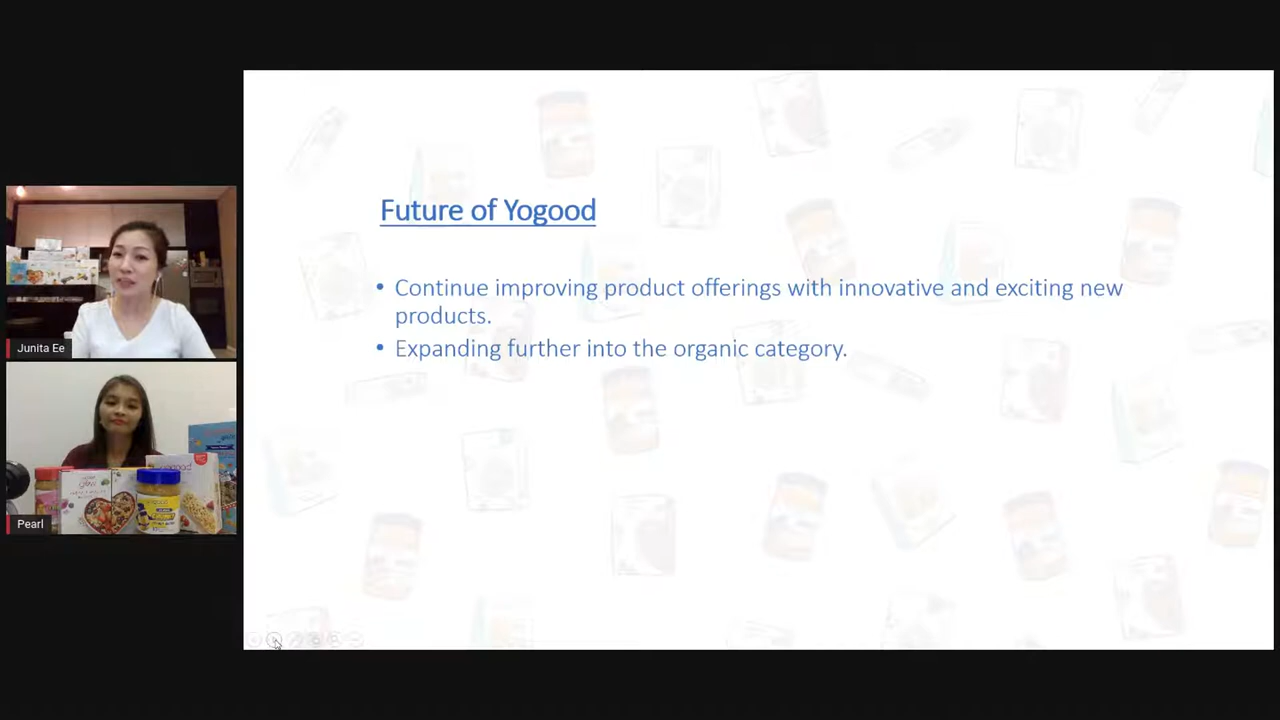 Future of Yogood
• Continue improving product offerings with innovative and exciting new
products.
• Expanding further into the organic category.
Junita Ee
Pearl